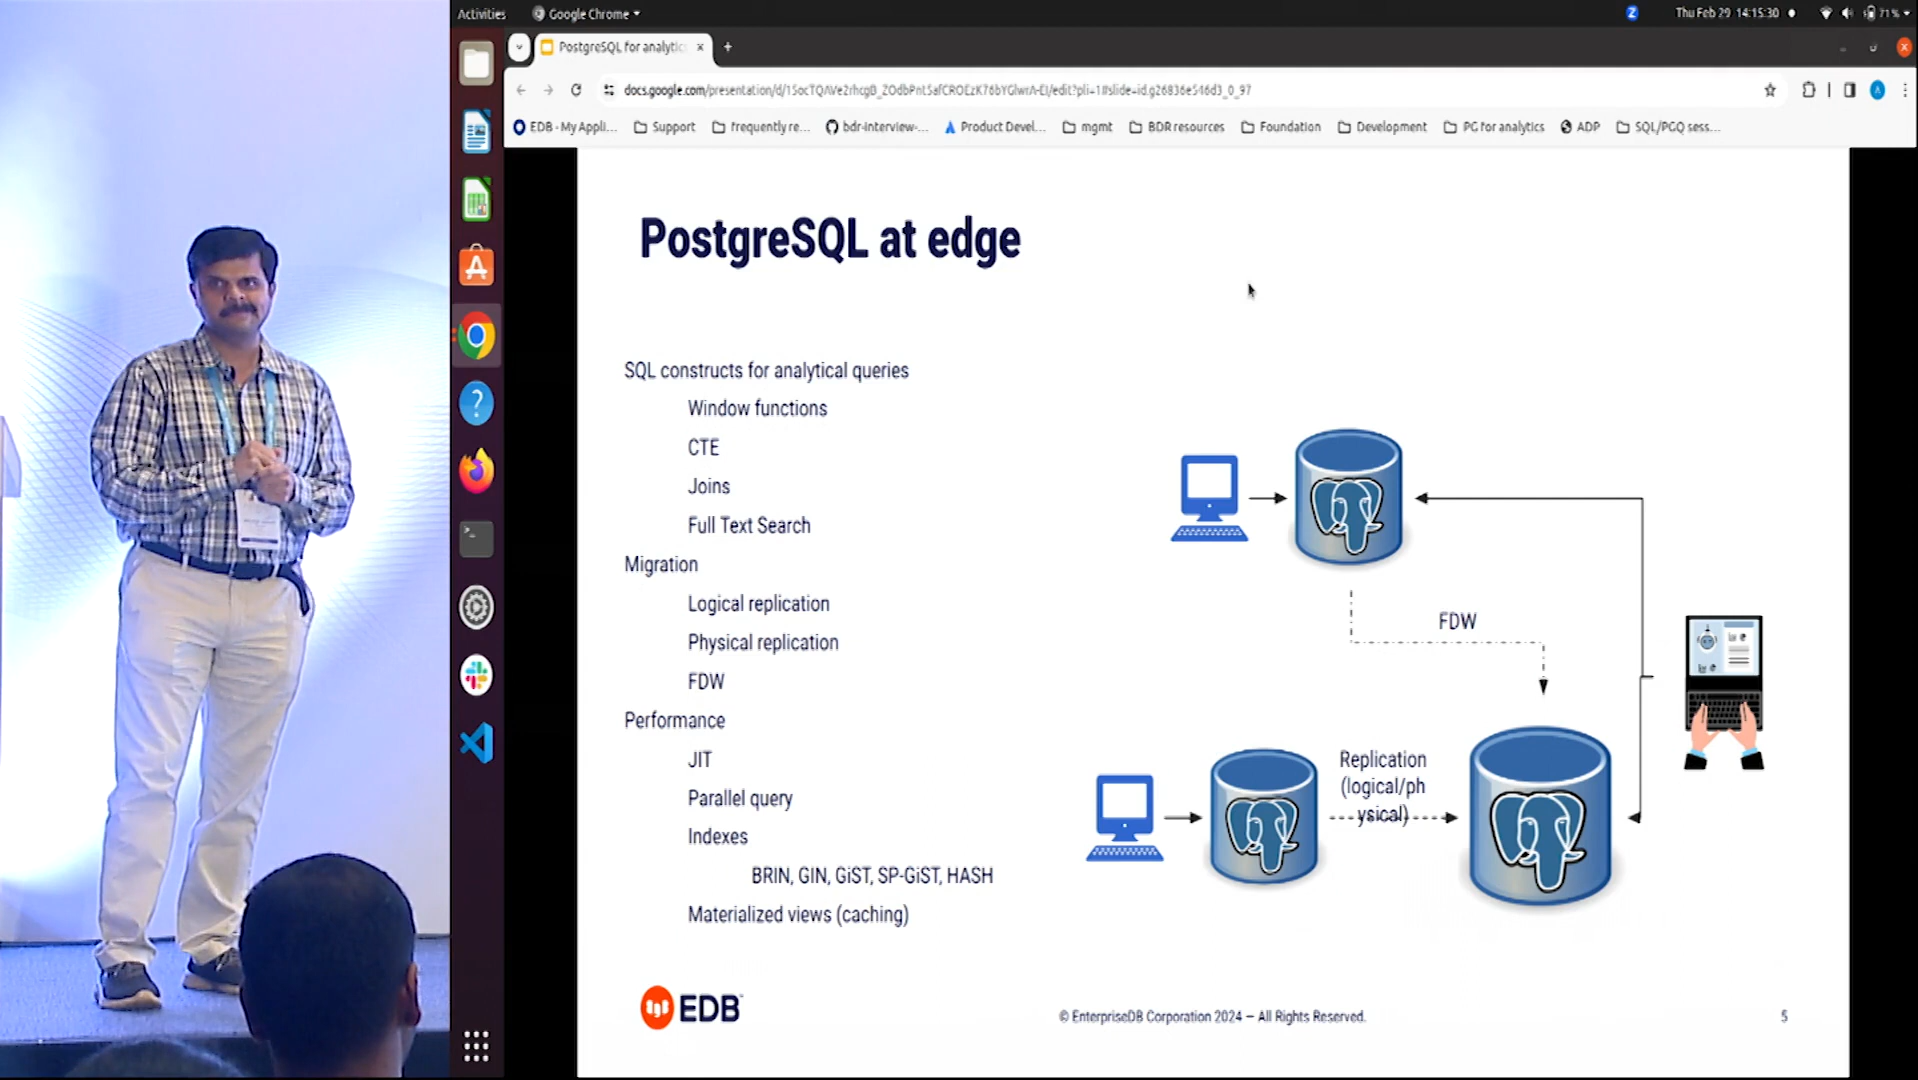 Activities
Google Chrome
Thu Feb 29 14:15:30
71%
PostgreSQL for analytic
EDB - My Appli...
Support
frequently re...
bdr-interview-...
Product Devel...
mgmt
BDR resources
Foundation
Development
PG for analytics
ADP
SQL/PGQ sess...
PostgreSQL at edge
SQL constructs for analytical queries
Window functions
CTE
Joins
Full Text Search
Migration
Logical replication
Physical replication
FDW
Performance
JIT
Parallel query
Indexes
BRIN, GIN, GiST, SP-GiST, HASH
Materialized views (caching)
FDW
Replication
(logical/ph
ysical)
EDB
© EnterpriseDB Corporation 2024 — All Rights Reserved.
5